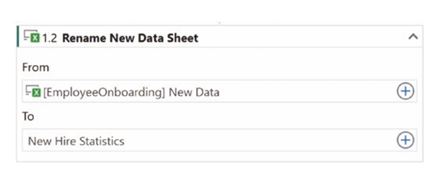 1.2 Rename New Data Sheet
From
[EmployeeOnboarding] New Data
To
New Hire Statistics